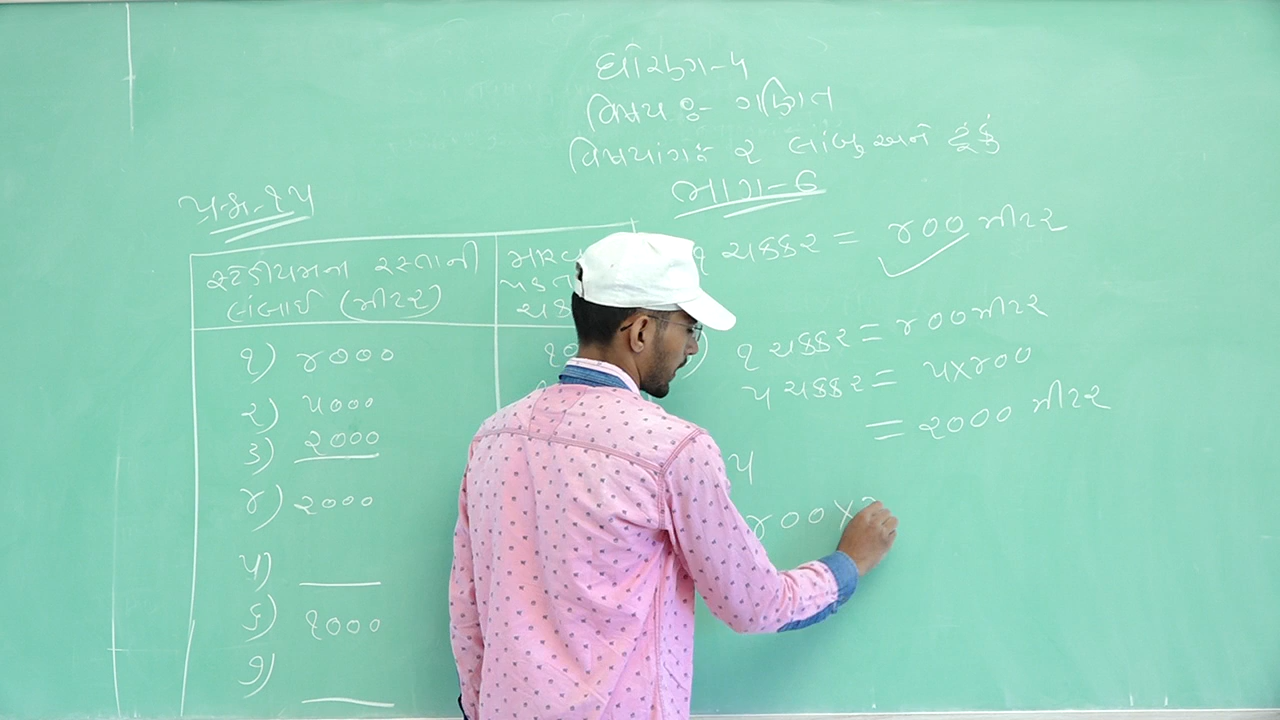 ધોરણ-૫
વિષય ઃ- ગણિત
વિષયાંગઃ ૨ લાંબુ અને ટૂંકું
ભાગ-6
પ્ર.ક્ર.-૧૫
સ્ટેડીયમના રસ્તાની
લંબાઈ (મીટર)
૧) ૪૦૦૦
૨) ૫૦૦૦
૩) ૨૦૦૦
૪) ૨૦૦૦
૫)
૬) ૧૦૦૦
૭)
૧ ચક્કર = ૪૦૦ મીટર
૧ ચક્કર = ૪૦૦ મીટર
૫ ચક્કર = ૫×૪૦૦
= ૨૦૦૦ મીટર
૫
૪૦૦×